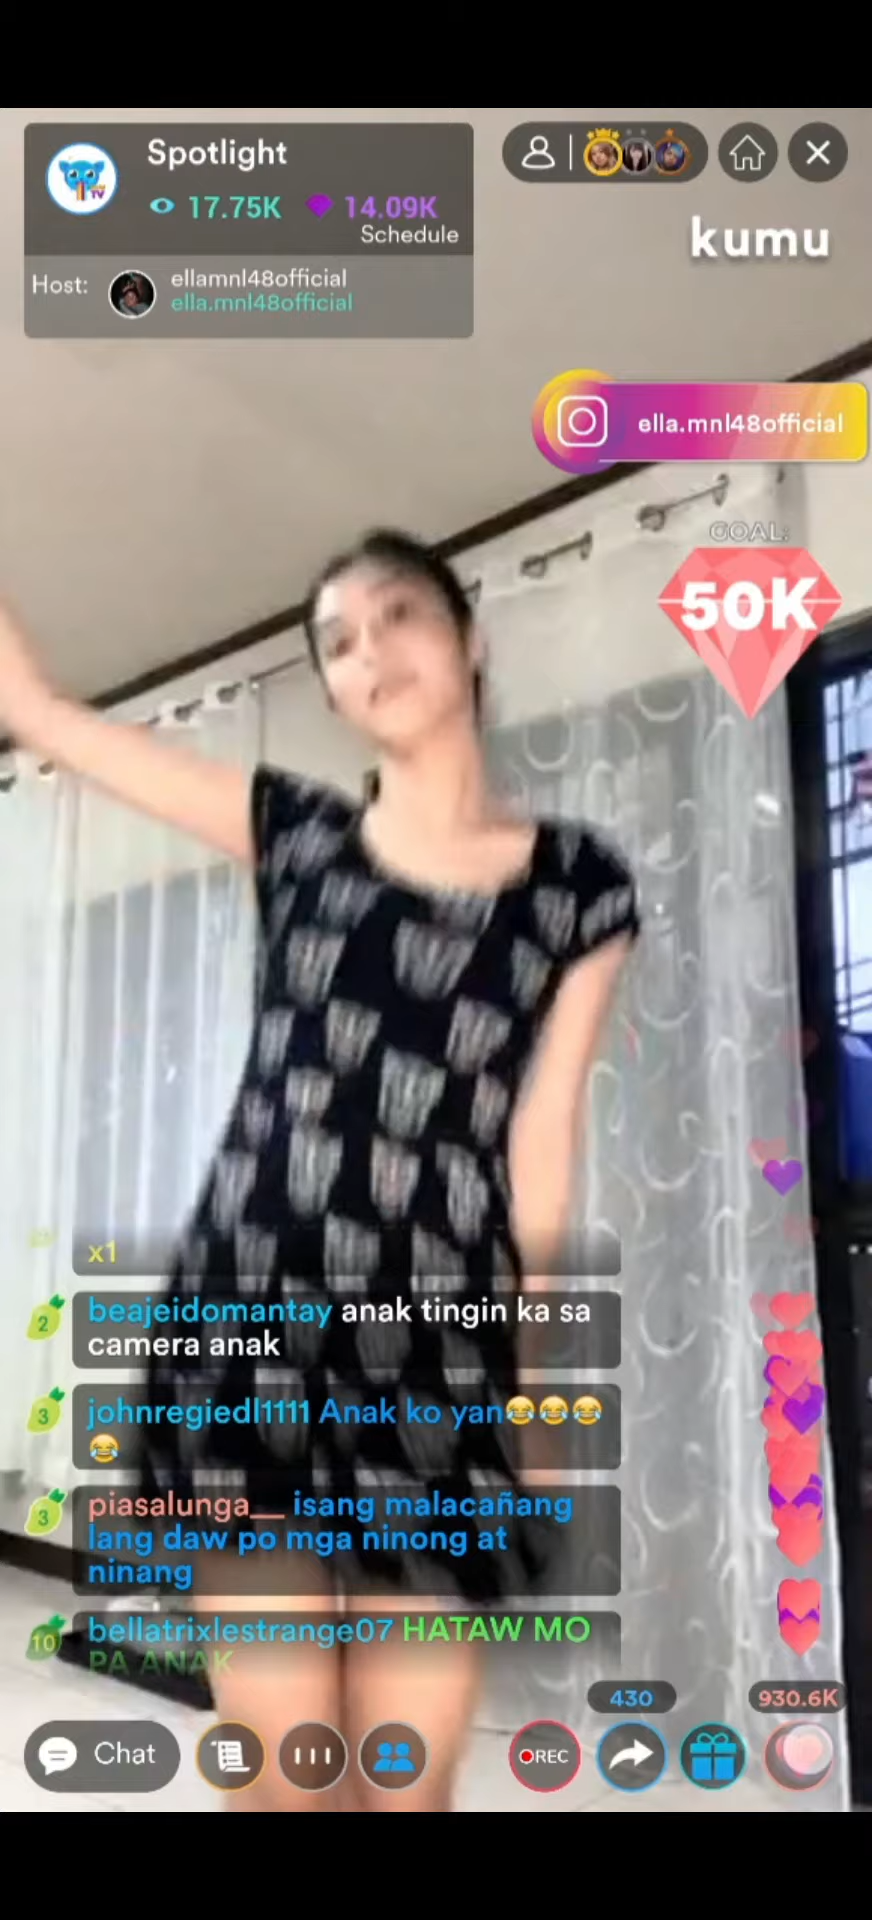 Spotlight
17.75K 14.09K
Schedule
Host: ellamnl48official
ella.mnl48official
kumu
ella.mnl48official
GOAL:
50K
x1
2 beajeidomantay anak tingin ka sa
camera anak
3 johnregiedl1111 Anak ko yan😂😂😂
😂
3 piasalunga__ isang malacañang
lang daw po mga ninong at
ninang
10 bellatrixlestrange07 HATAW MO
PA ANAK
430 930.6K
Chat REC